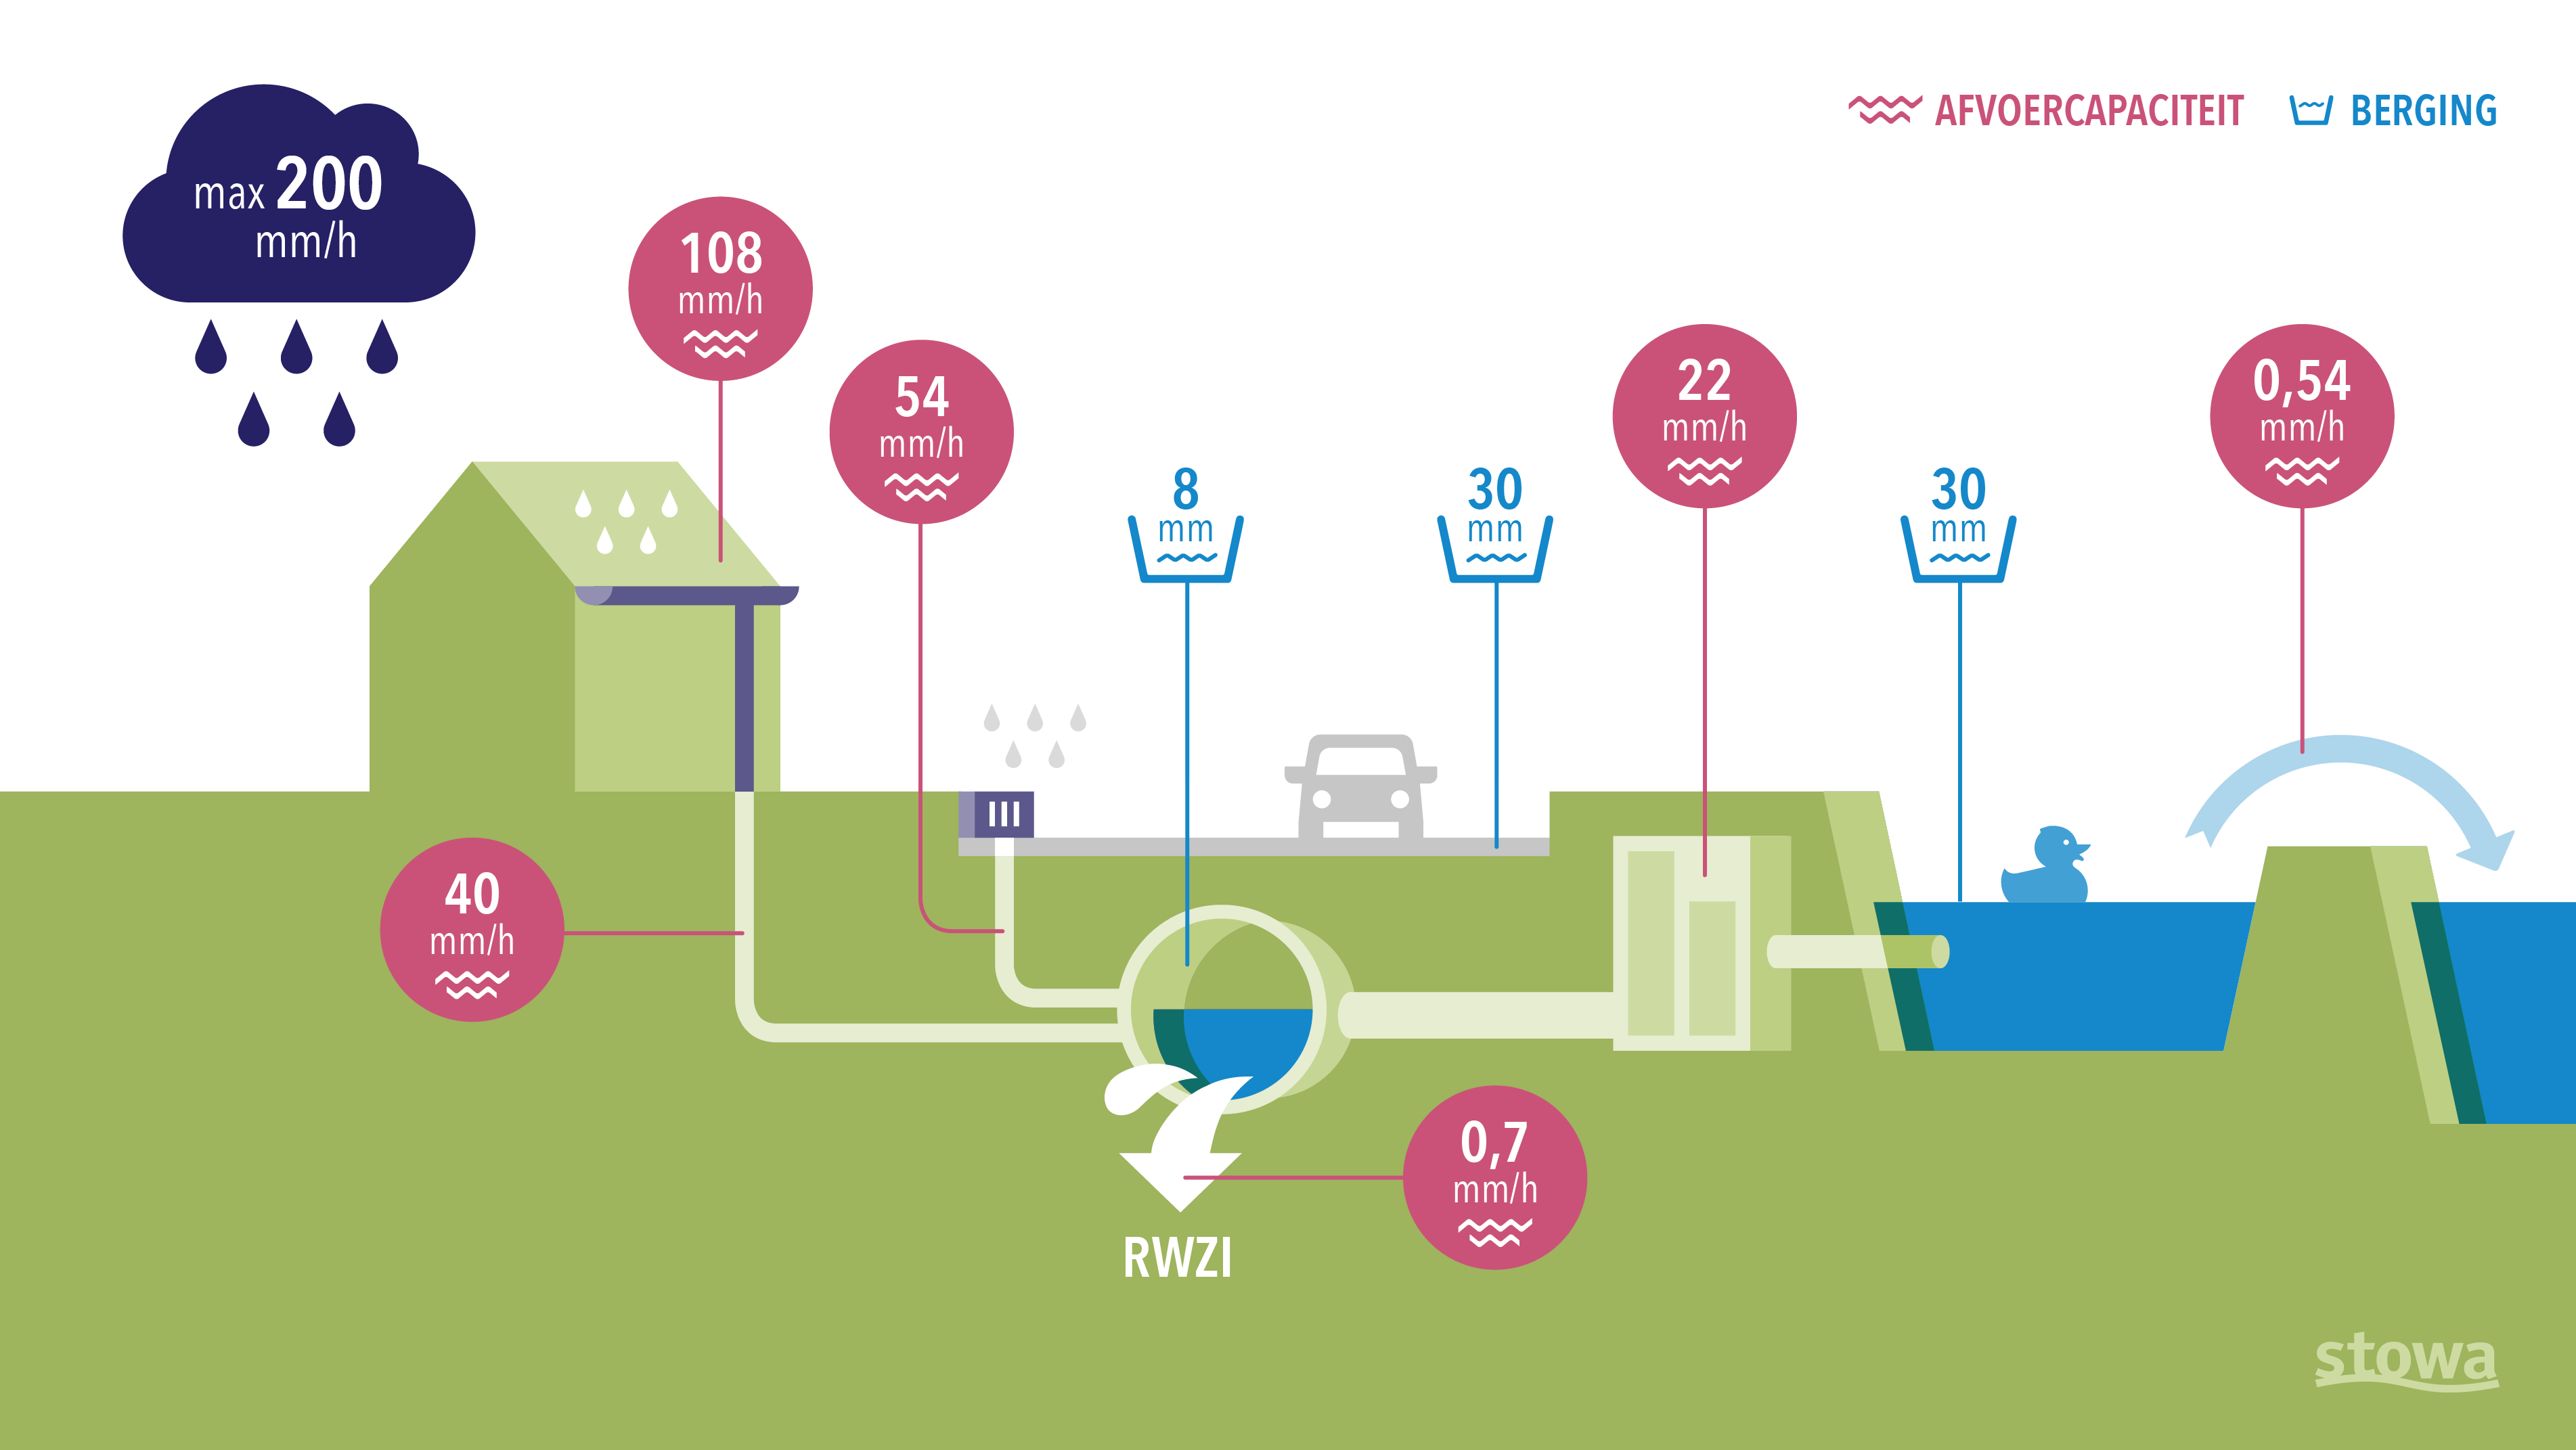 max 200
mm/h
AFVOERCAPACITEIT
BERGING
108
mm/h
54
mm/h
8
mm
30
mm
22
mm/h
30
mm
0,54
mm/h
40
mm/h
0,7
mm/h
RWZI
stowa